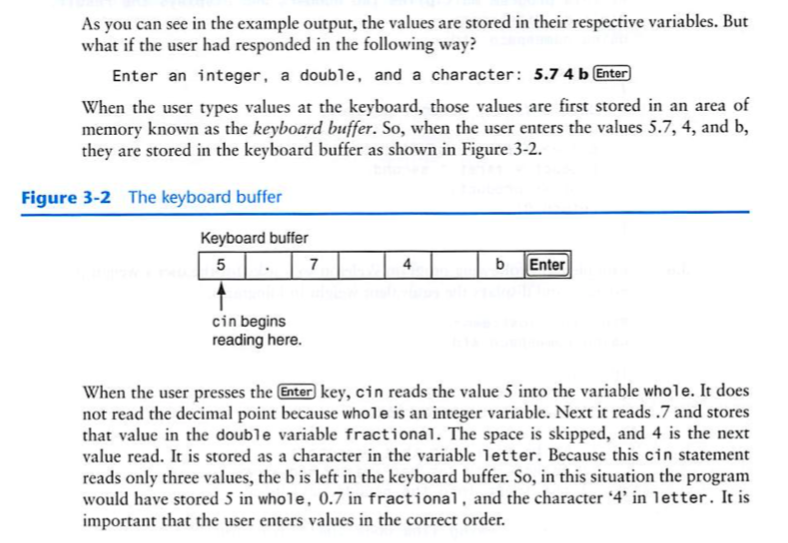 As you can see in the example output, the values are stored in their respective variables. But
what if the user had responded in the following way?
Enter an integer, a double, and a character: 5.7 4 b Enter
When the user types values at the keyboard, those values are first stored in an area of
memory known as the keyboard buffer. So, when the user enters the values 5.7, 4, and b,
they are stored in the keyboard buffer as shown in Figure 3-2.
Figure 3-2 The keyboard buffer
Keyboard buffer
5 . 7 4 b Enter
cin begins
reading here.
When the user presses the Enter key, cin reads the value 5 into the variable whole. It does
not read the decimal point because whole is an integer variable. Next it reads .7 and stores
that value in the double variable fractional. The space is skipped, and 4 is the next
value read. It is stored as a character in the variable letter. Because this cin statement
reads only three values, the b is left in the keyboard buffer. So, in this situation the program
would have stored 5 in whole, 0.7 in fractional, and the character ‘4’ in letter. It is
important that the user enters values in the correct order.